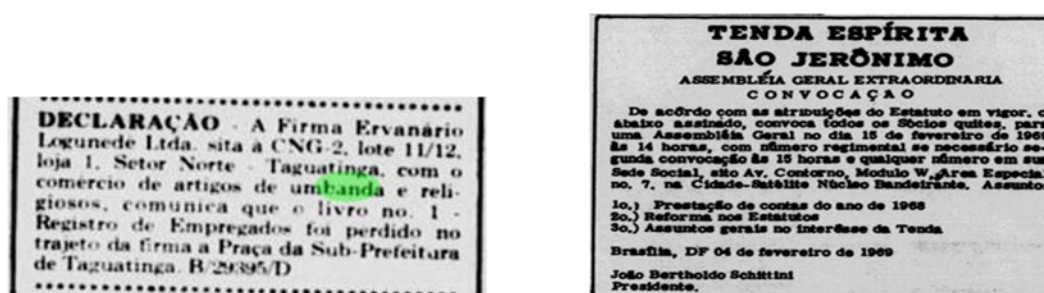 DECLARAÇÃO - A Firma Ervanário
Logunede Ltda. sita à CNG-2, lote 11/12,
loja 1, Setor Norte - Taguatinga, com o
comércio de artigos de umbanda e reli-
giosos, comunica que o livro no. 1 -
Registro de Empregados foi perdido no
trajeto da firma a Praça da Sub-Prefeitura
de Taguatinga. R/29395/D
TENDA ESPÍRITA
SÃO JERÔNIMO
ASSEMBLÉIA GERAL EXTRAORDINARIA
CONVOCAÇAO
De acôrdo com as atribuições do Estatuto em vigor, o
abaixo assinado, convoca todos os Sócios quites, para
uma Assembléia Geral no dia 15 de fevereiro de 1969
às 14 horas, com número regimental se necessário se-
gunda convocação às 15 horas e qualquer número em sua
Sede Social, sito Av. Contorno, Modulo W, Area Especial
no. 7, na Cidade-Satélite Núcleo Bandeirante. Assuntos
1o.) Prestação de contas do ano de 1968
2o.) Reforma nos Estatutos
3o.) Assuntos gerais no interêsse da Tenda
Brasília, DF 04 de fevereiro de 1969
João Bertholdo Schittini
Presidente.